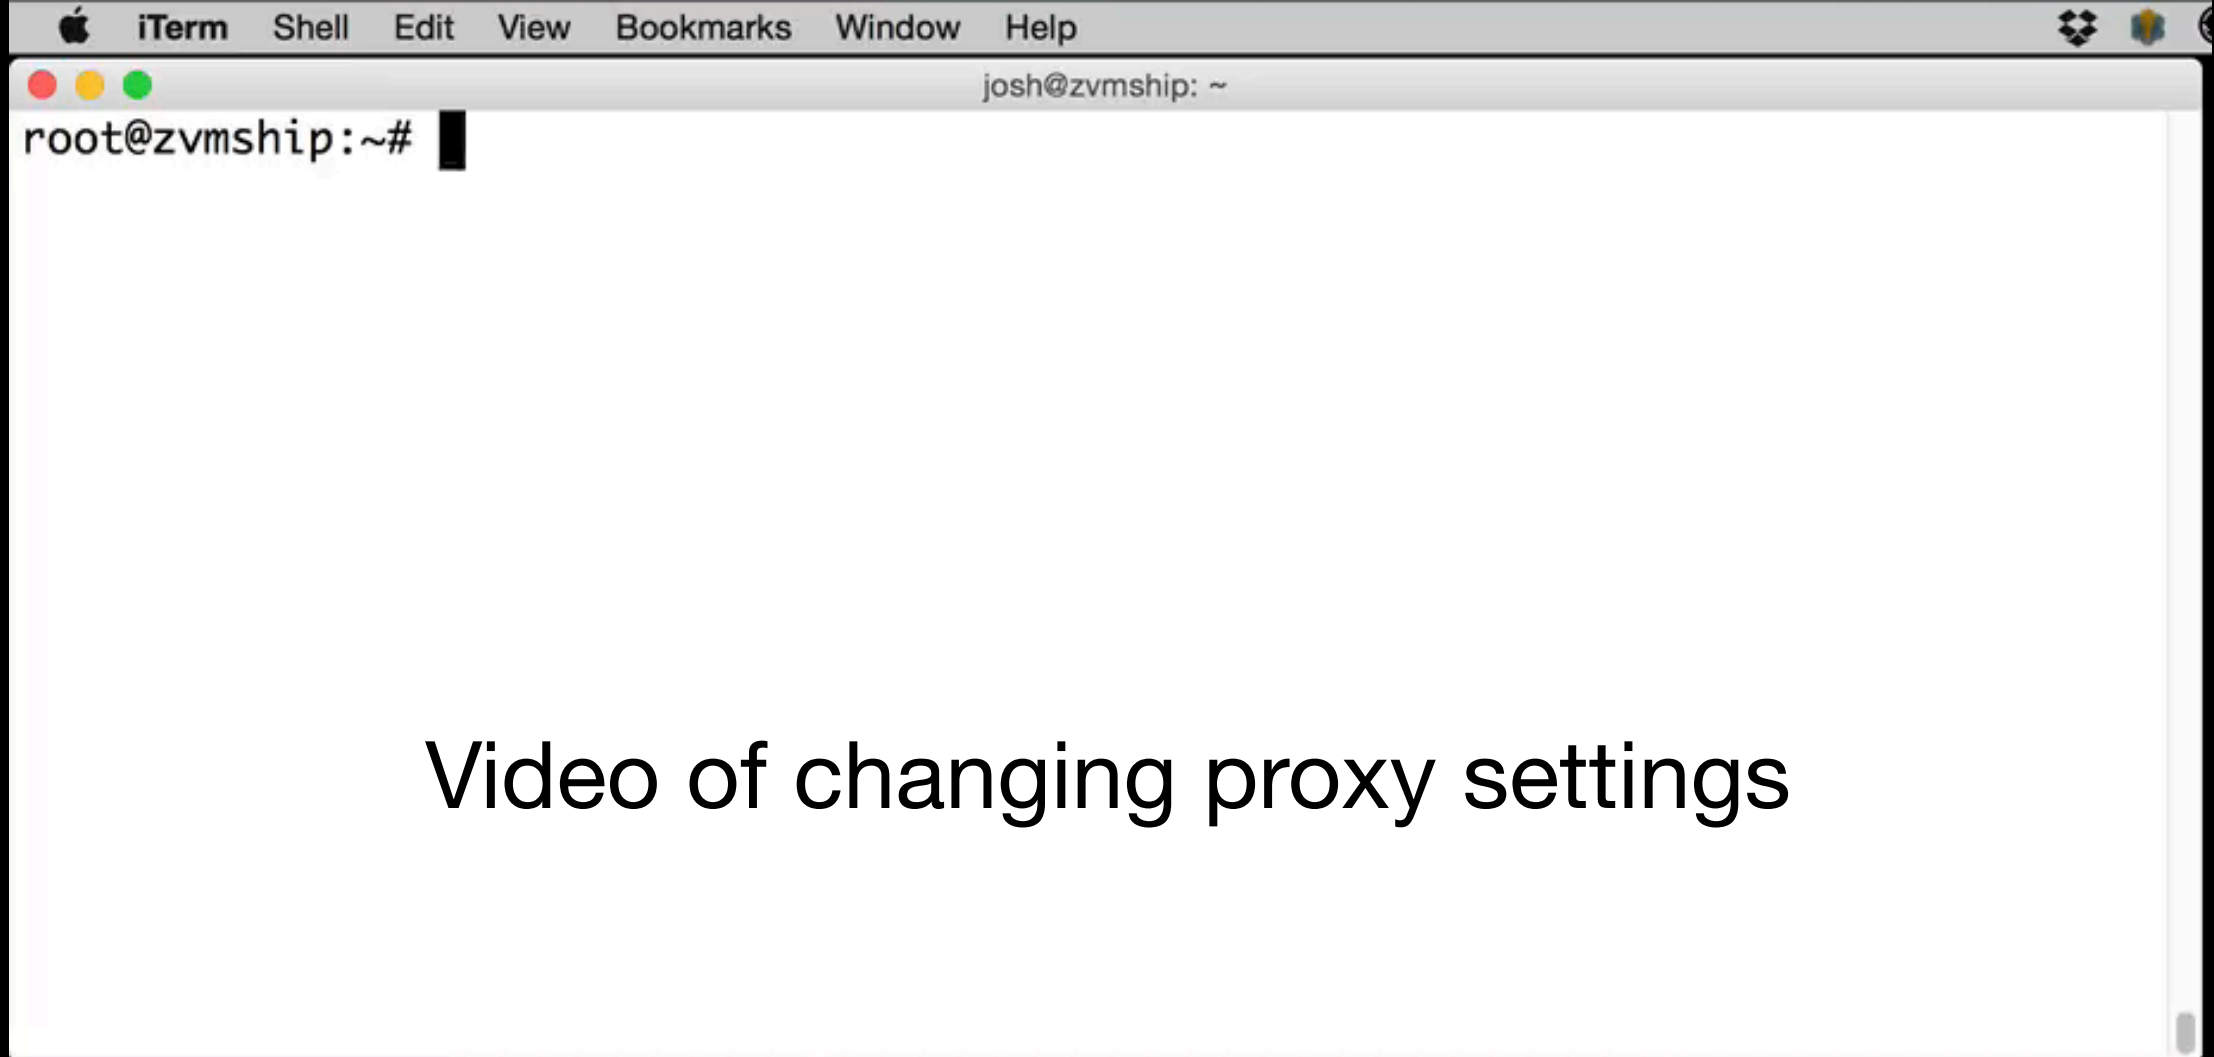 iTerm Shell Edit View Bookmarks Window Help
josh@zvmship: ~
root@zvmship:~#
Video of changing proxy settings